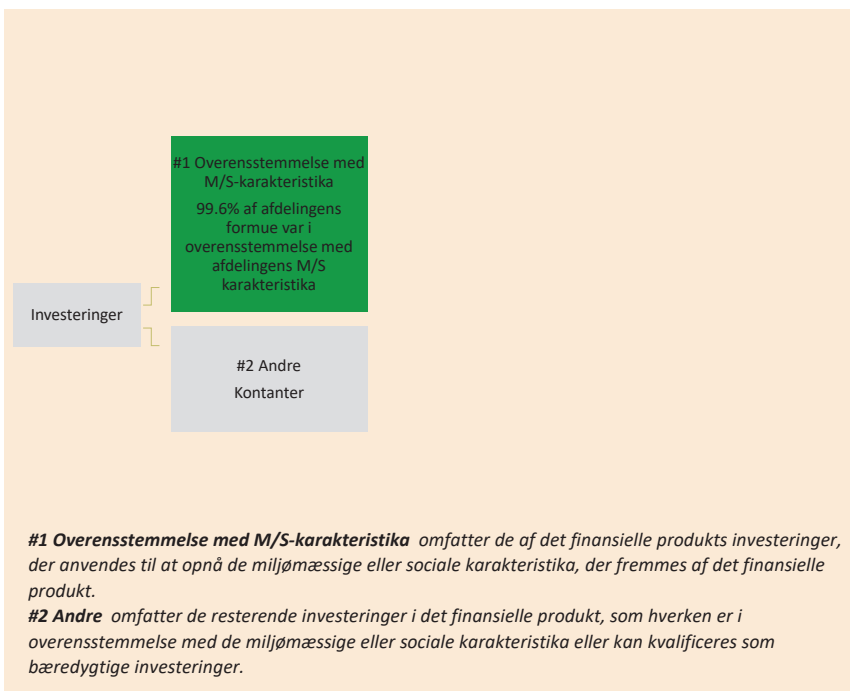 #1 Overensstemmelse med
M/S-karakteristika
99.6% af afdelingens
formue var i
overensstemmelse med
afdelingens M/S
karakteristika
Investeringer
#2 Andre
Kontanter
#1 Overensstemmelse med M/S-karakteristika omfatter de af det finansielle produkts investeringer,
der anvendes til at opnå de miljømæssige eller sociale karakteristika, der fremmes af det finansielle
produkt.
#2 Andre omfatter de resterende investeringer i det finansielle produkt, som hverken er i
overensstemmelse med de miljømæssige eller sociale karakteristika eller kan kvalificeres som
bæredygtige investeringer.